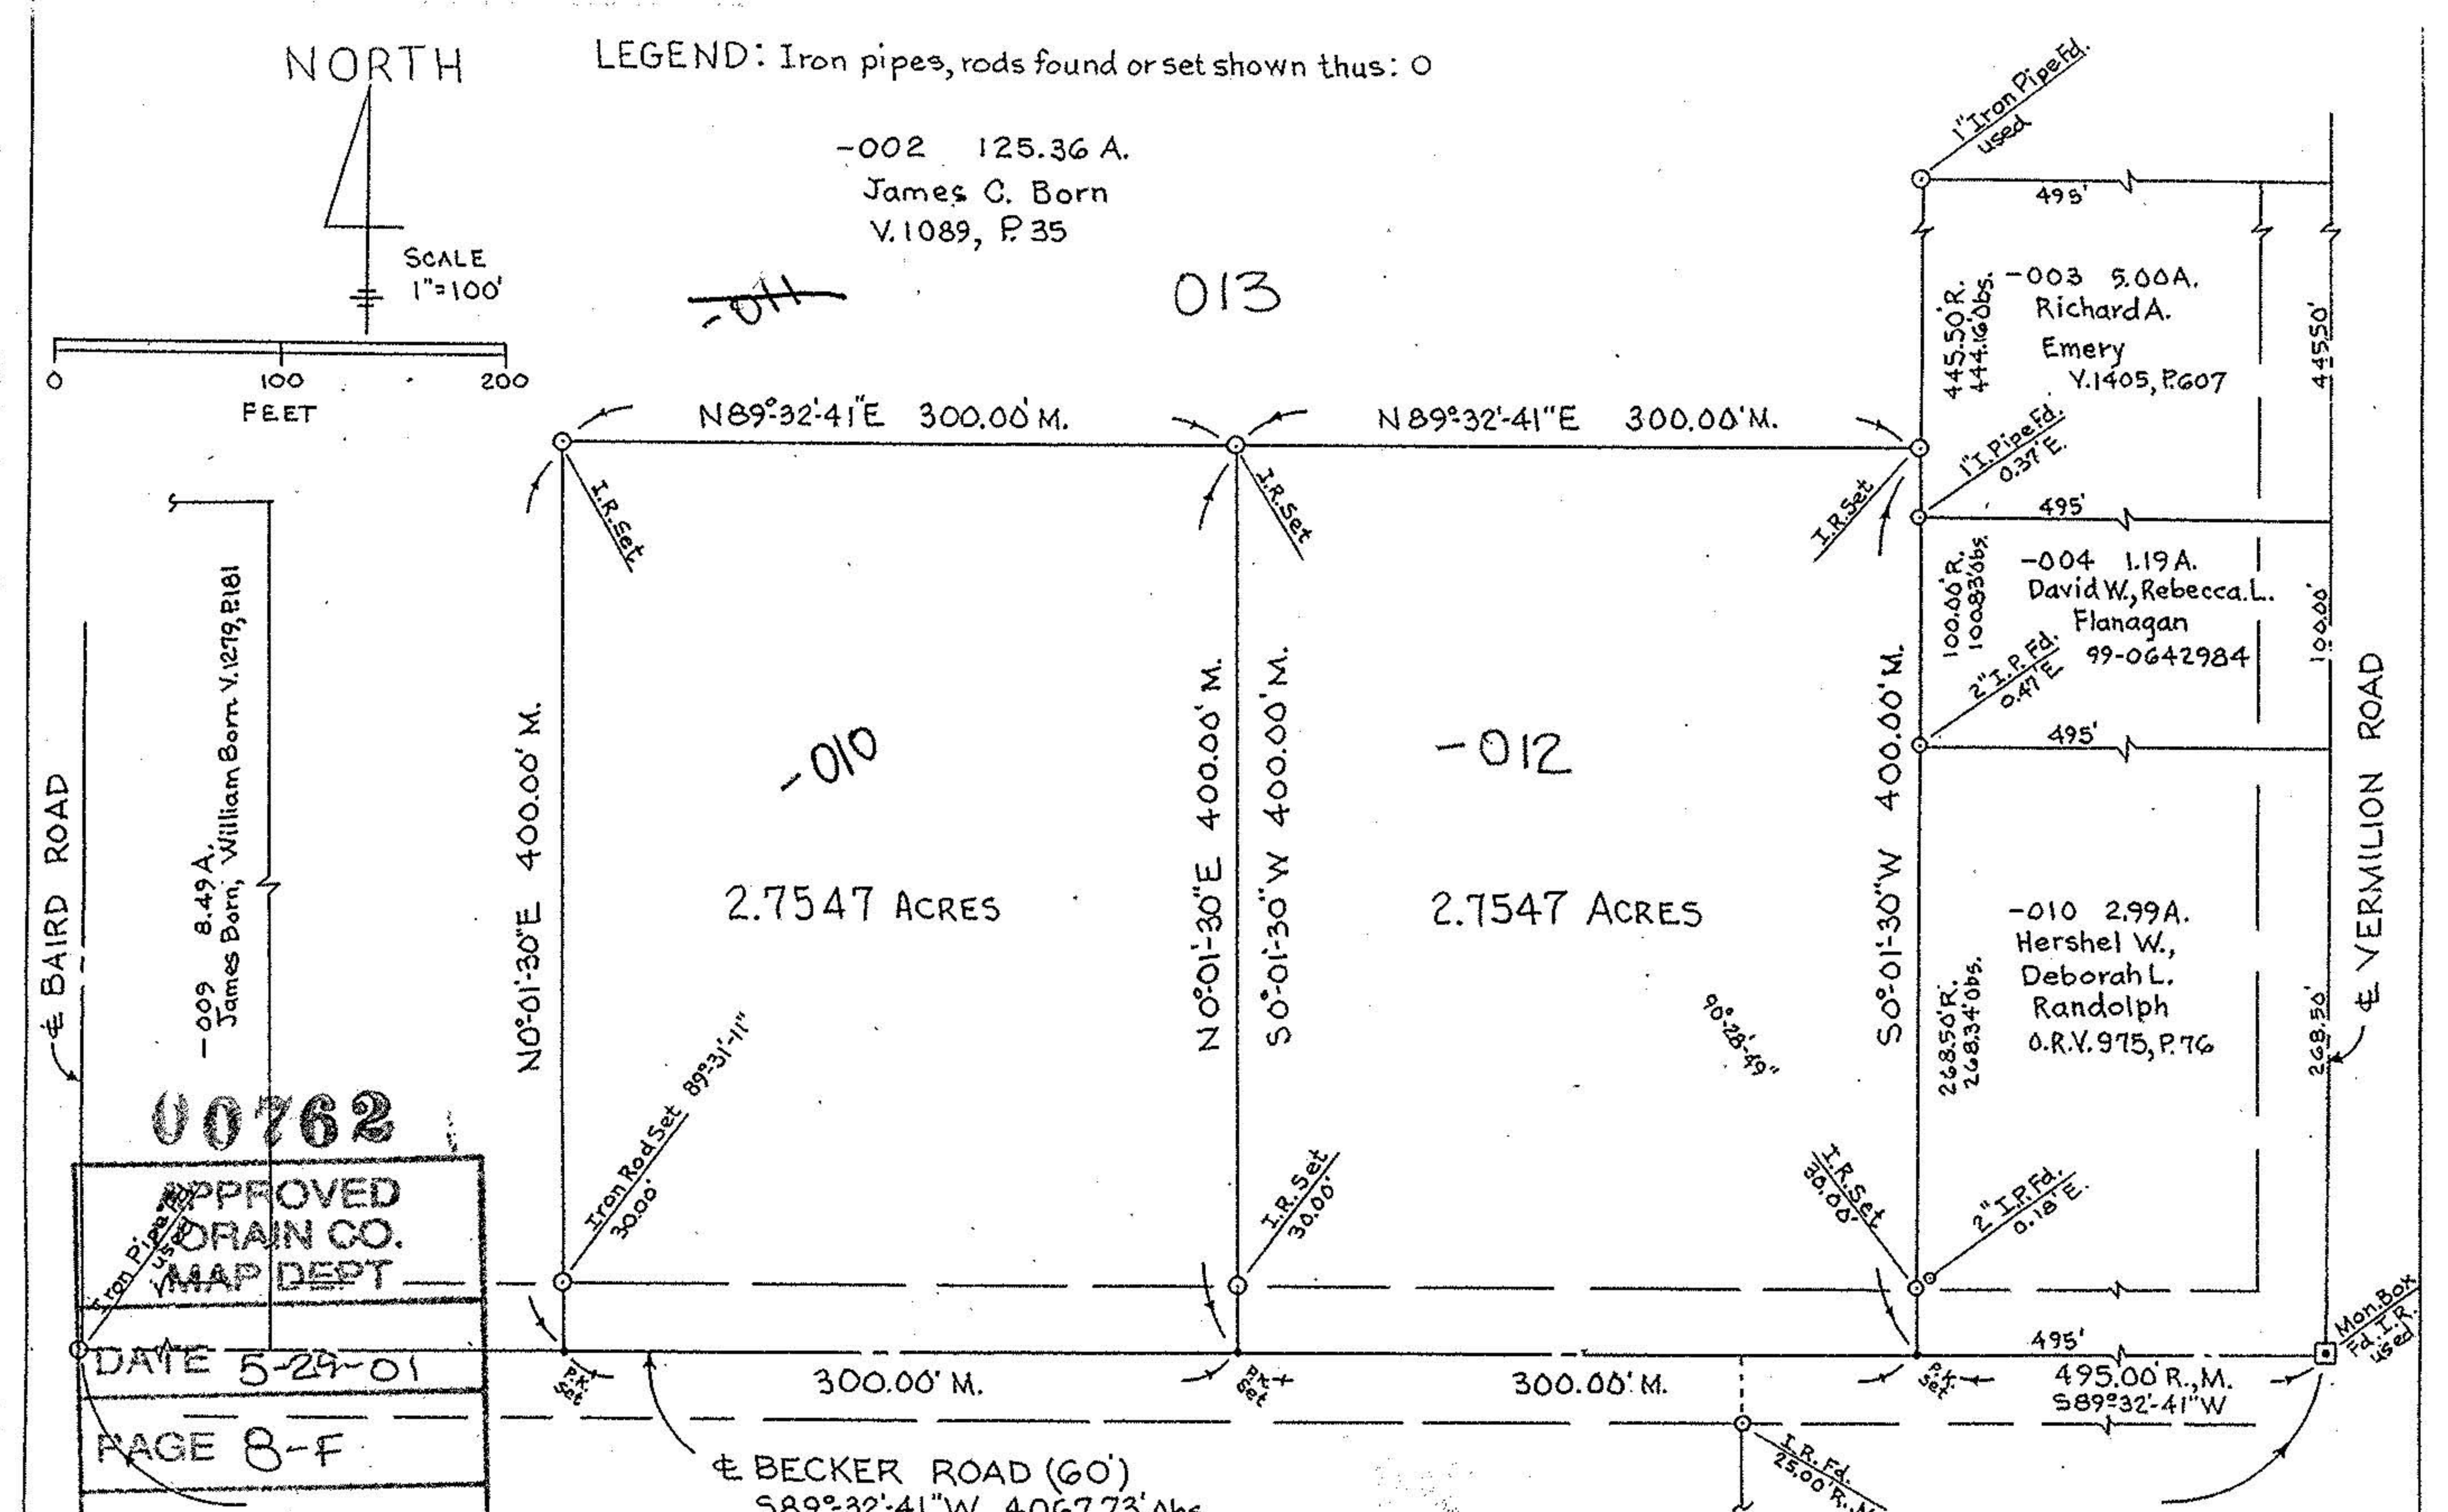 NORTH
LEGEND: Iron pipes, rods found or set shown thus: O
SCALE
1"=100'
0 100 200
FEET
-002 125.36 A.
James C. Born
V.1089, P.35
-011
013
1" Iron Pipe Fd.
used
495'
445.50' R.
444.16' Obs.
-003 5.00A.
Richard A.
Emery
V.1405, P.607
445.50'
N89°-32'-41"E 300.00' M.
N89°-32'-41"E 300.00' M.
I.R. Set
I.R. Set
I.R. Set
1" I. Pipe Fd.
0.37' E.
495'
100.00' R.
100.83' Obs.
-004 1.19A.
David W., Rebecca L.
Flanagan
99-0642984
100.00'
2" I.P. Fd.
0.47' E.
495'
₵ BAIRD ROAD
-009 8.49A.
James Born, William Born V.1279, P.181
N0°-01'-30"E 400.00' M.
-010
2.7547 ACRES
N0°-01'-30"E 400.00' M.
S0°-01'-30"W 400.00' M.
-012
2.7547 ACRES
S0°-01'-30"W 400.00' M.
-010 2.99A.
Hershel W.,
Deborah L.
Randolph
O.R.V. 975, P.76
268.50' R.
268.34' Obs.
268.50'
₵ VERMILION ROAD
90°-28'-49"
Iron Rod Set 89°-31'-11"
30.00'
I.R. Set
30.00'
I.R. Set
30.00'
2" I.P. Fd.
0.18' E.
00762
APPROVED
LORAIN CO.
MAP DEPT
DATE 5-29-01
PAGE 8-F
Iron Pipe Fd.
used
P.K.
Set
300.00' M.
P.K.
Set
300.00' M.
P.K.
Set
495'
495.00' R., M.
S89°-32'-41"W
Mon. Box
Fd. I.R.
used
₵ BECKER ROAD (60')
S89°-32'-41"W 4067.73' Obs.
I.R. Fd.
25.00' R., M.